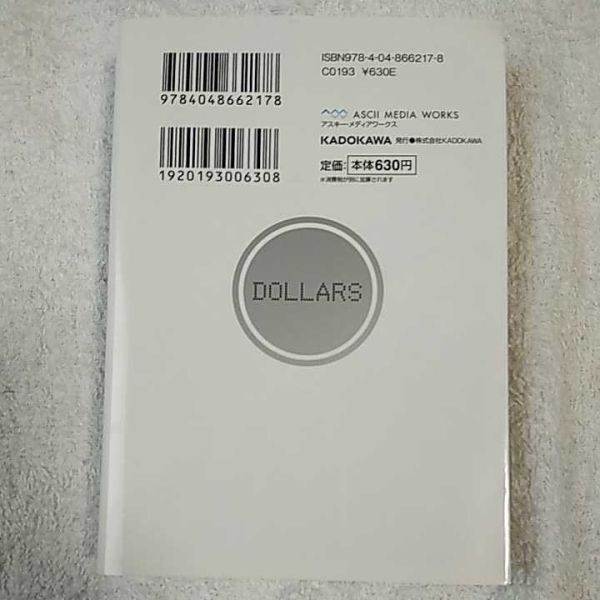 ISBN978-4-04-866217-8
C0193 ¥630E
9784048662178
ASCII MEDIA WORKS
アスキー・メディアワークス
KADOKAWA 発行●株式会社KADOKAWA
1920193006308
定価:本体630円
※消費税が別に加算されます
DOLLARS